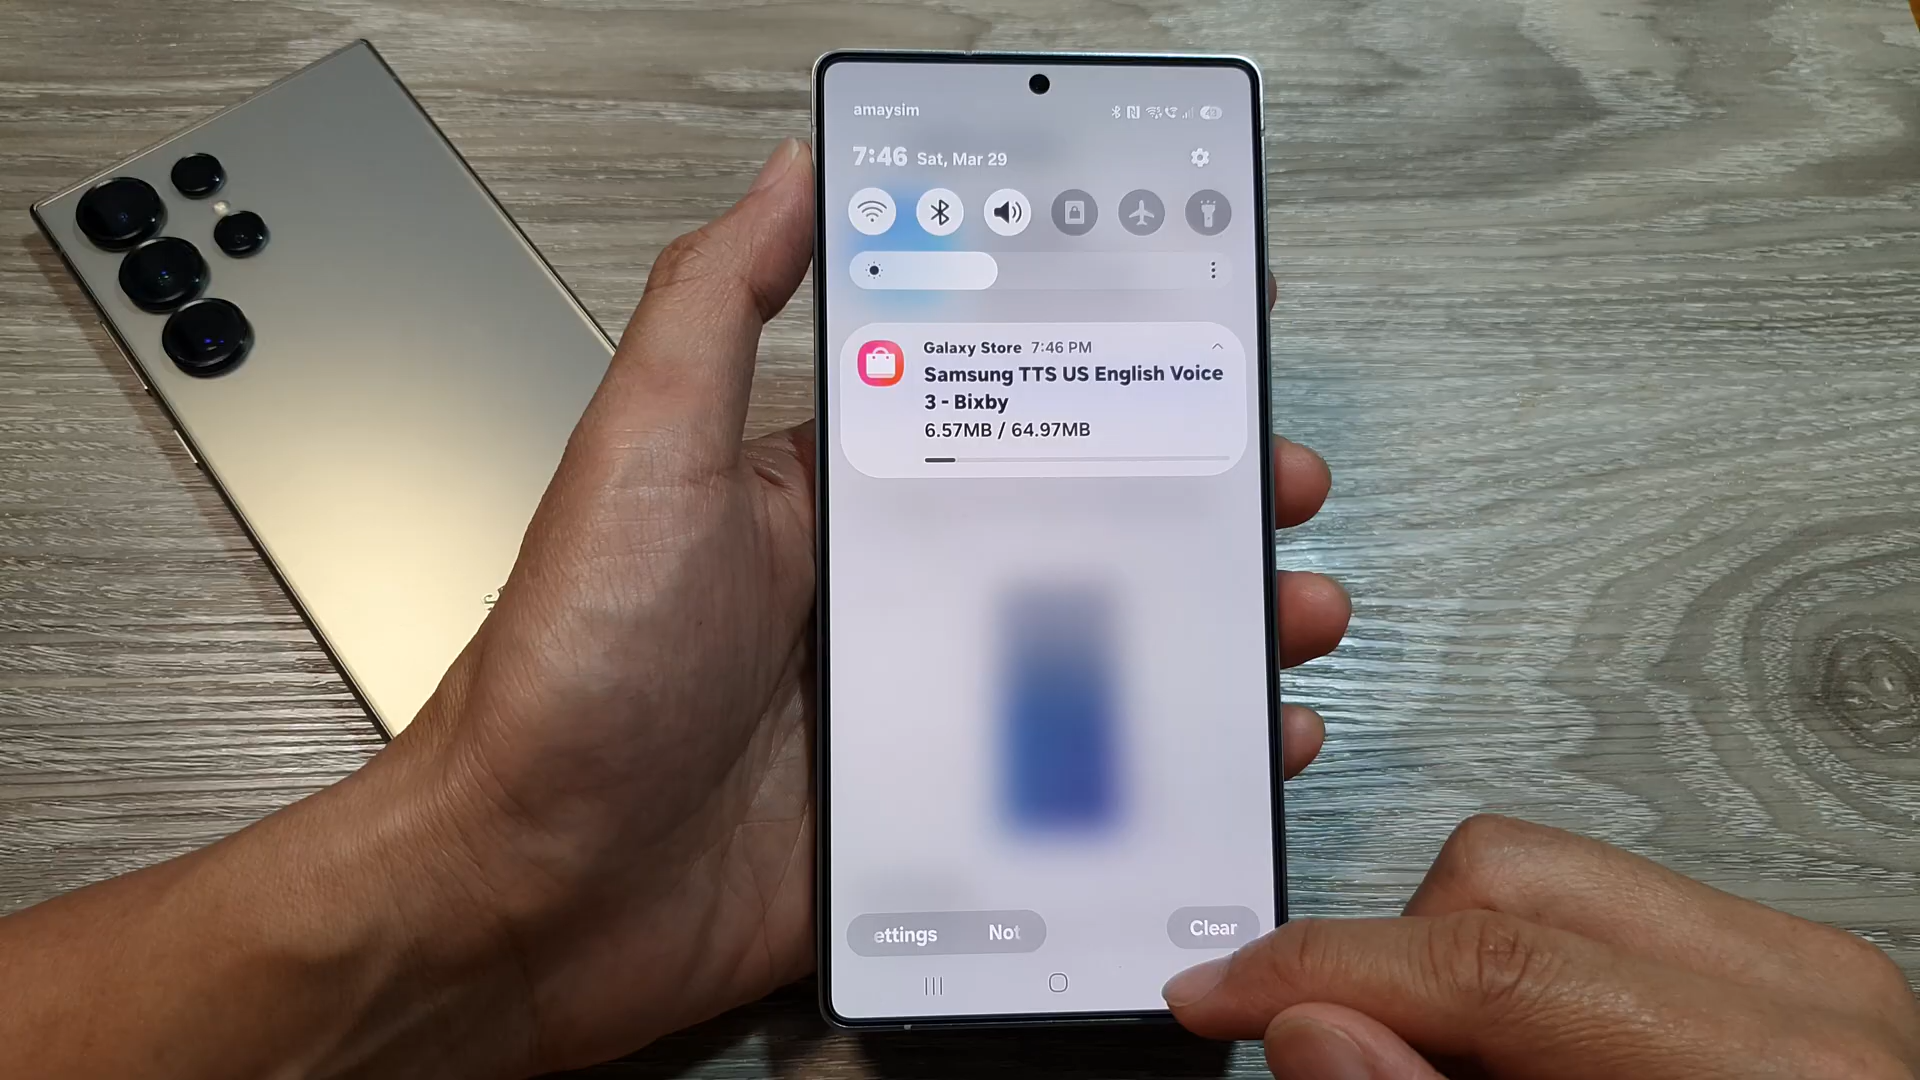 amaysim
7:46 Sat, Mar 29
Galaxy Store 7:46 PM
Samsung TTS US English Voice
3 - Bixby
6.57MB / 64.97MB
ettings Not
Clear